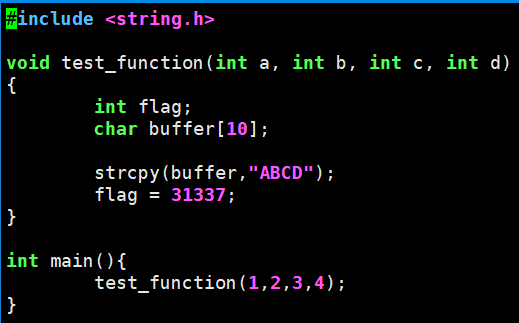 #include <string.h>
void test_function(int a, int b, int c, int d)
{
int flag;
char buffer[10];
strcpy(buffer,"ABCD");
flag = 31337;
}
int main(){
test_function(1,2,3,4);
}